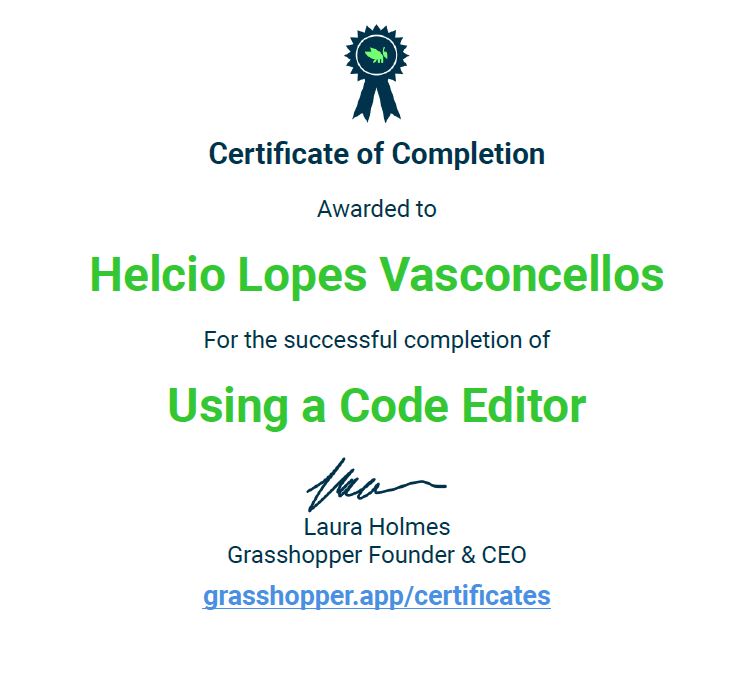 Certificate of Completion
Awarded to
Helcio Lopes Vasconcellos
For the successful completion of
Using a Code Editor
Laura Holmes
Grasshopper Founder & CEO
grasshopper.app/certificates